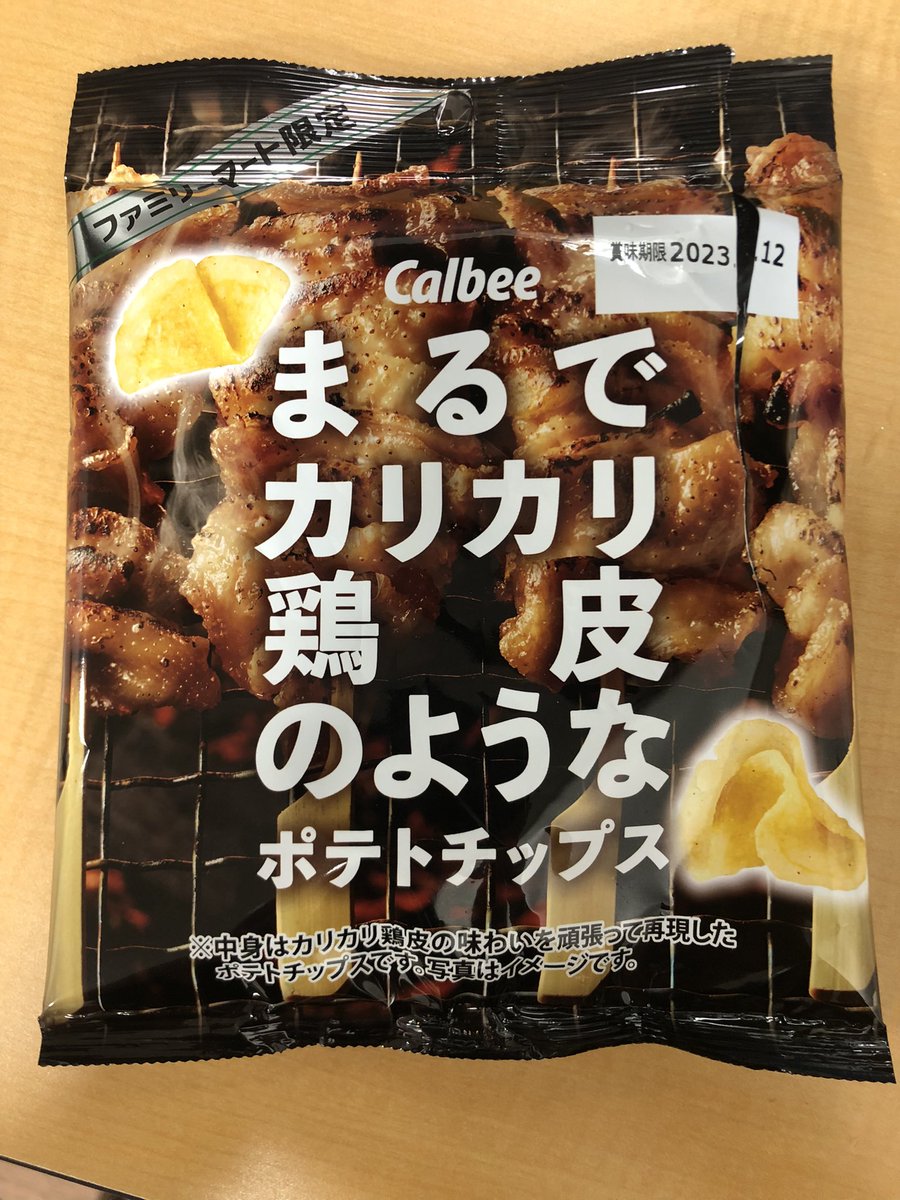 ファミリーマート限定
賞味期限 2023. .12
Calbee
まるで
カリカリ
鶏皮
のような
ポテトチップス
※中身はカリカリ鶏皮の味わいを頑張って再現した
ポテトチップスです。写真はイメージです。